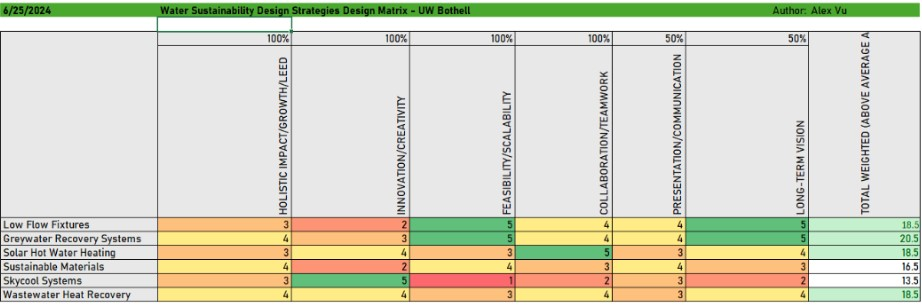 6/25/2024 Water Sustainability Design Strategies Design Matrix - UW Bothell Author: Alex Vu
100% 100% 100% 100% 50% 50%
HOLISTIC IMPACT/GROWTH/LEED
INNOVATION/CREATIVITY
FEASIBILITY/SCALABILITY
COLLABORATION/TEAMWORK
PRESENTATION/COMMUNICATION
LONG-TERM VISION
TOTAL WEIGHTED (ABOVE AVERAGE A
Low Flow Fixtures 3 2 5 4 4 5 18.5
Greywater Recovery Systems 4 3 5 4 4 5 20.5
Solar Hot Water Heating 3 4 3 5 3 4 18.5
Sustainable Materials 4 2 4 3 4 3 16.5
Skycool Systems 3 5 1 2 3 2 13.5
Wastewater Heat Recovery 4 4 3 4 3 4 18.5